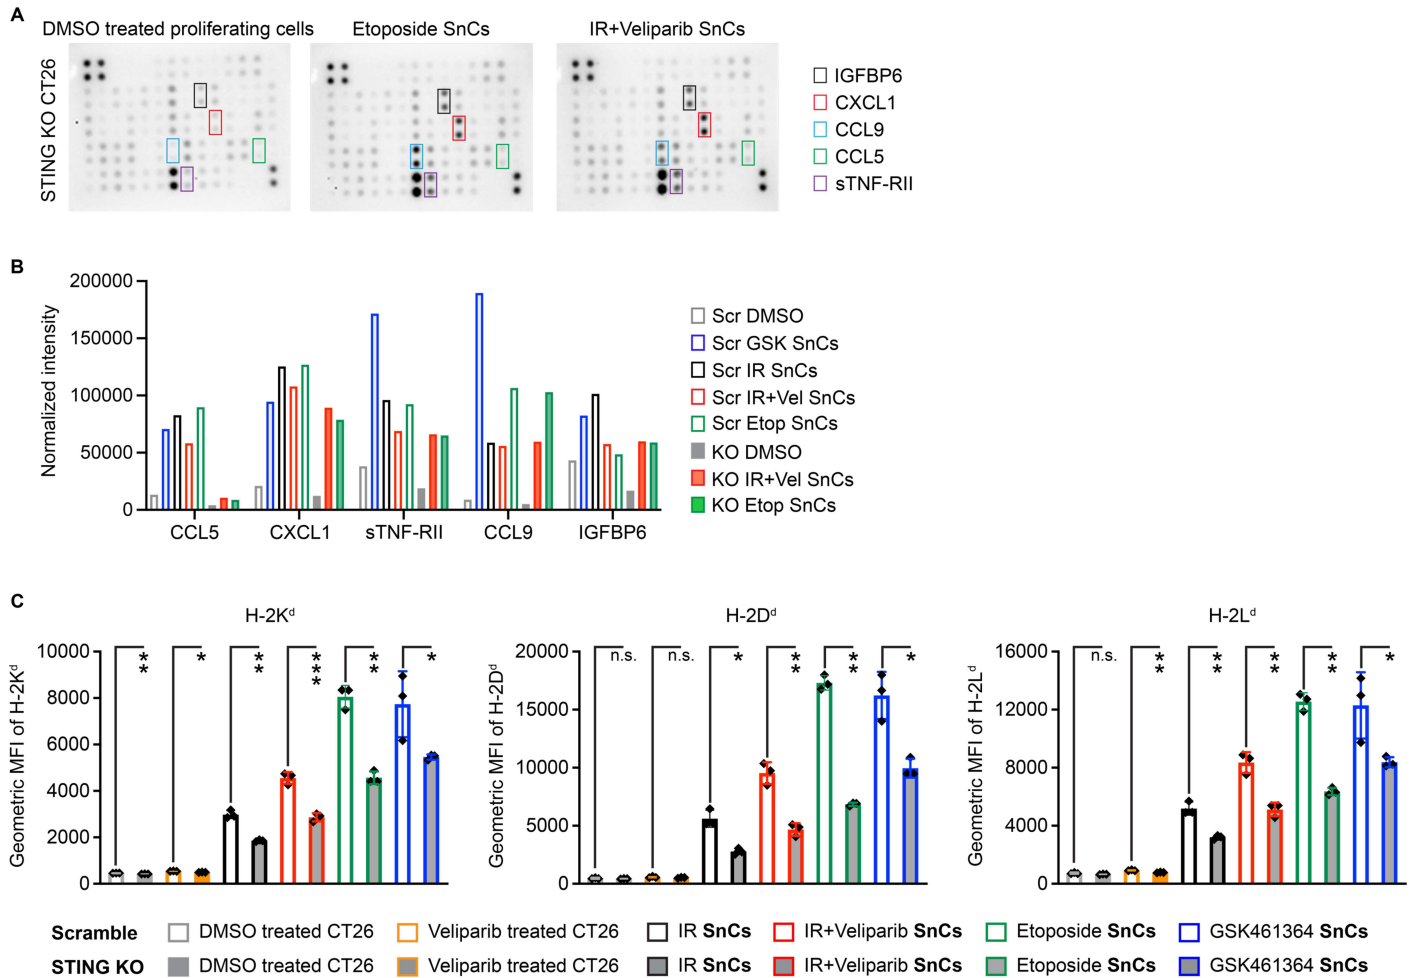 A
DMSO treated proliferating cells
Etoposide SnCs
IR+Veliparib SnCs
STING KO CT26
IGFBP6
CXCL1
CCL9
CCL5
sTNF-RII
B
Normalized intensity
200000
150000
100000
50000
0
CCL5 CXCL1 sTNF-RII CCL9 IGFBP6
Scr DMSO
Scr GSK SnCs
Scr IR SnCs
Scr IR+Vel SnCs
Scr Etop SnCs
KO DMSO
KO IR+Vel SnCs
KO Etop SnCs
C
H-2Kᵈ
Geometric MFI of H-2Kᵈ
10000
8000
6000
4000
2000
0
** * ** *** ** *
H-2Dᵈ
Geometric MFI of H-2Dᵈ
20000
15000
10000
5000
0
n.s. n.s. * ** ** *
H-2Lᵈ
Geometric MFI of H-2Lᵈ
16000
12000
8000
4000
0
n.s. ** ** ** ** *
Scramble DMSO treated CT26 Veliparib treated CT26 IR SnCs IR+Veliparib SnCs Etoposide SnCs GSK461364 SnCs
STING KO DMSO treated CT26 Veliparib treated CT26 IR SnCs IR+Veliparib SnCs Etoposide SnCs GSK461364 SnCs